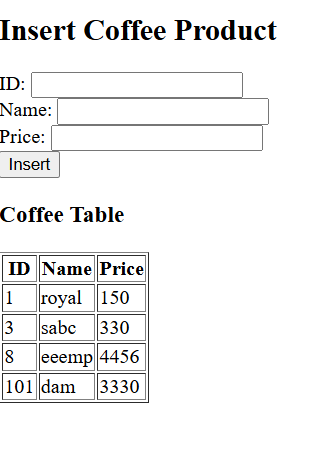 Insert Coffee Product
ID:
Name:
Price:
Insert
Coffee Table
ID Name Price
1 royal 150
3 sabc 330
8 eeemp 4456
101 dam 3330